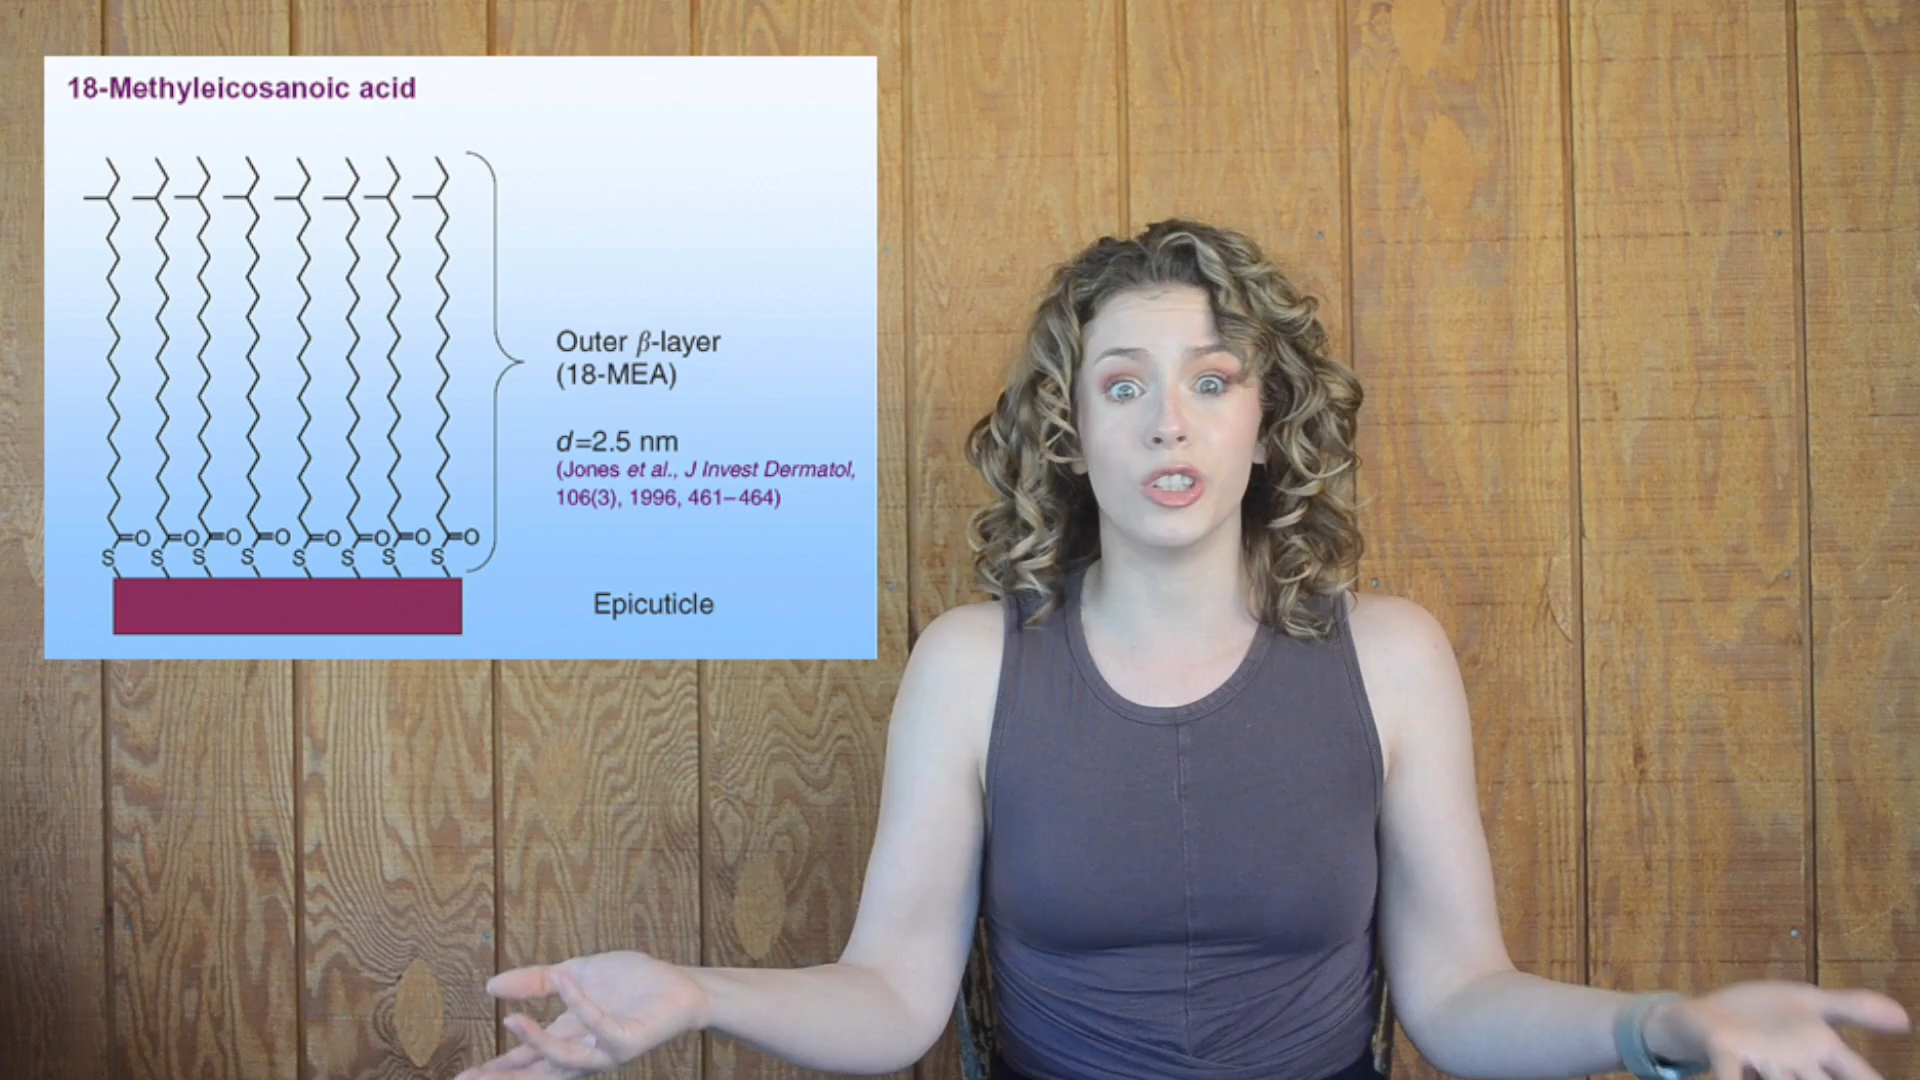 18-Methyleicosanoic acid
Outer β-layer
(18-MEA)
d=2.5 nm
(Jones et al., J Invest Dermatol,
106(3), 1996, 461–464)
=O =O =O =O =O =O =O =O
S S S S S S S S
Epicuticle